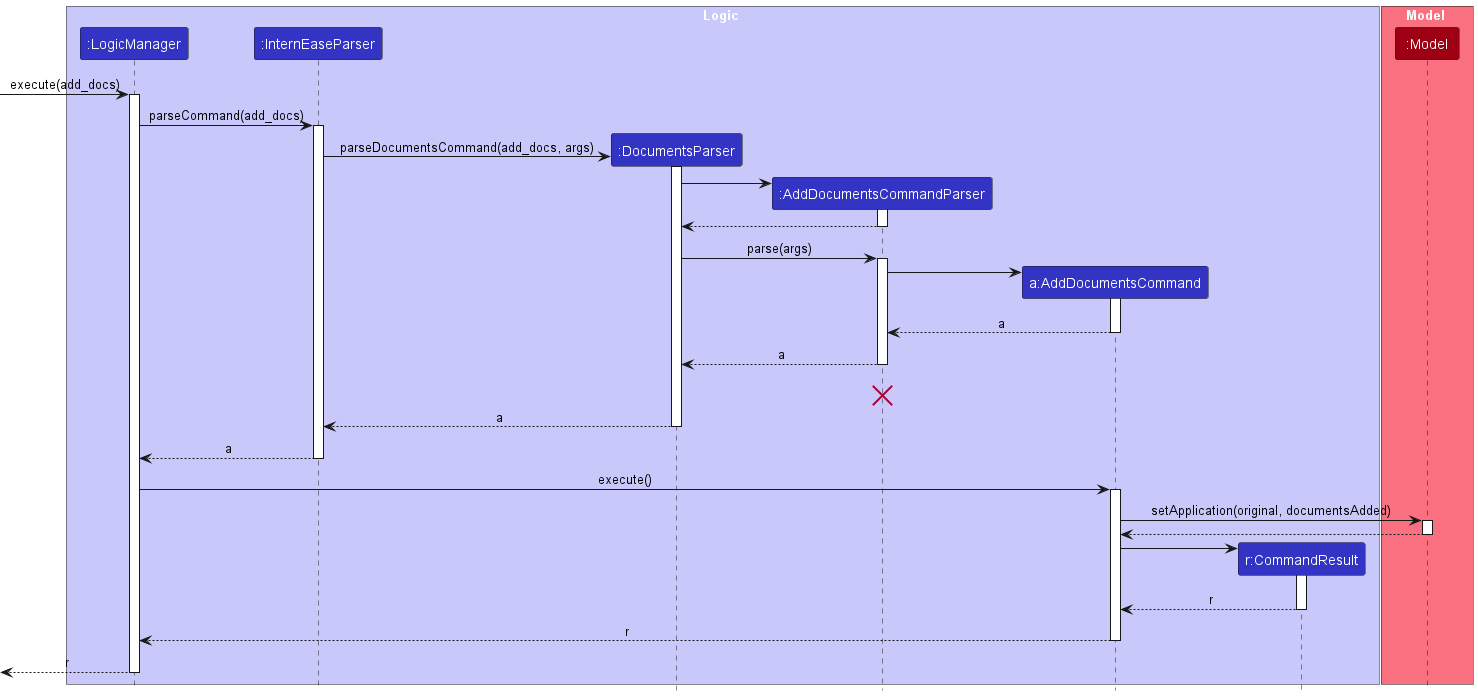 Logic
Model
:LogicManager
:InternEaseParser
:Model
execute(add_docs)
parseCommand(add_docs)
parseDocumentsCommand(add_docs, args)
:DocumentsParser
:AddDocumentsCommandParser
parse(args)
a:AddDocumentsCommand
a
a
a
a
execute()
setApplication(original, documentsAdded)
r:CommandResult
r
r
r